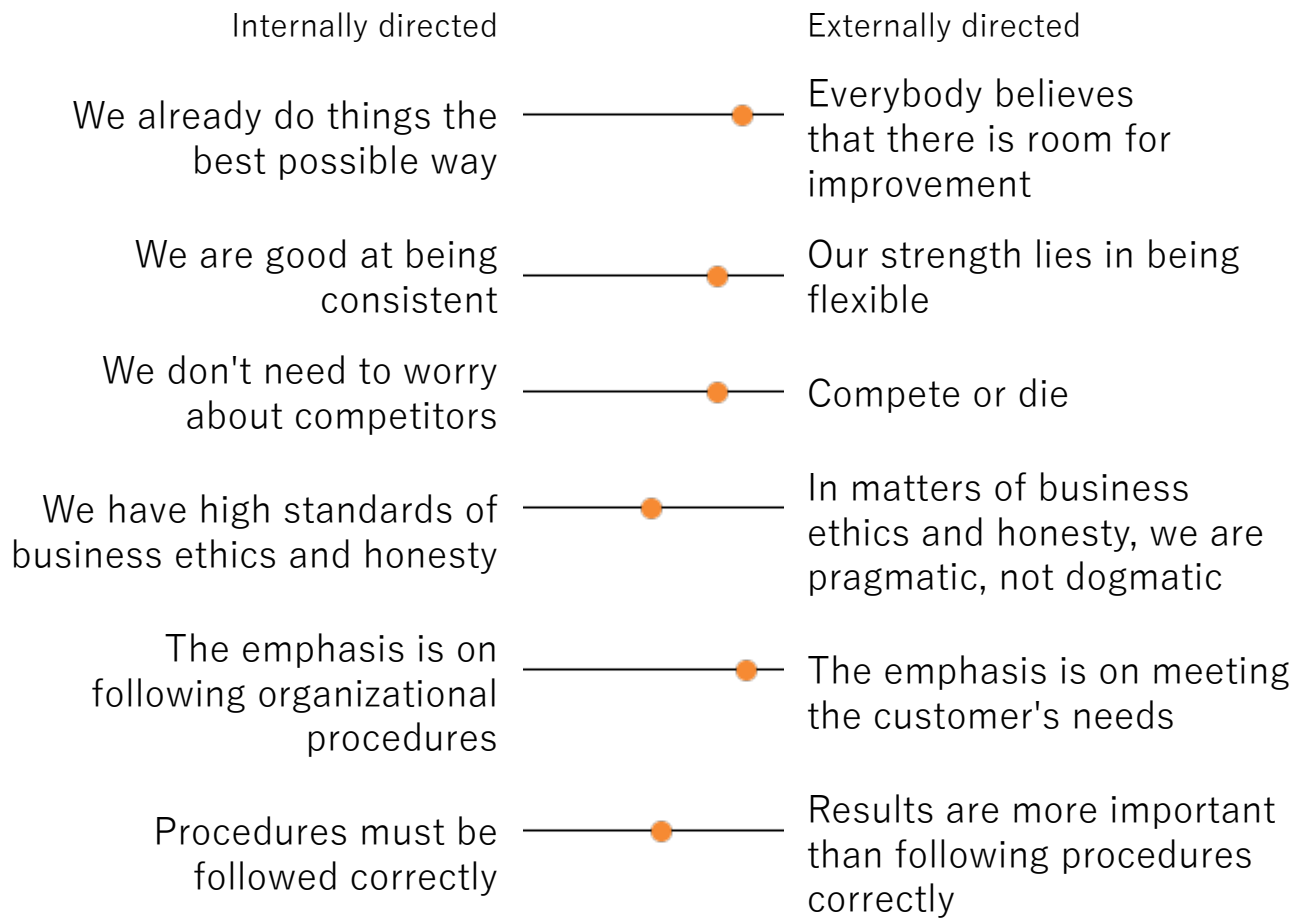 Internally directed
Externally directed
We already do things the
best possible way
Everybody believes
that there is room for
improvement
We are good at being
consistent
Our strength lies in being
flexible
We don't need to worry
about competitors
Compete or die
We have high standards of
business ethics and honesty
In matters of business
ethics and honesty, we are
pragmatic, not dogmatic
The emphasis is on
following organizational
procedures
The emphasis is on meeting
the customer's needs
Procedures must be
followed correctly
Results are more important
than following procedures
correctly